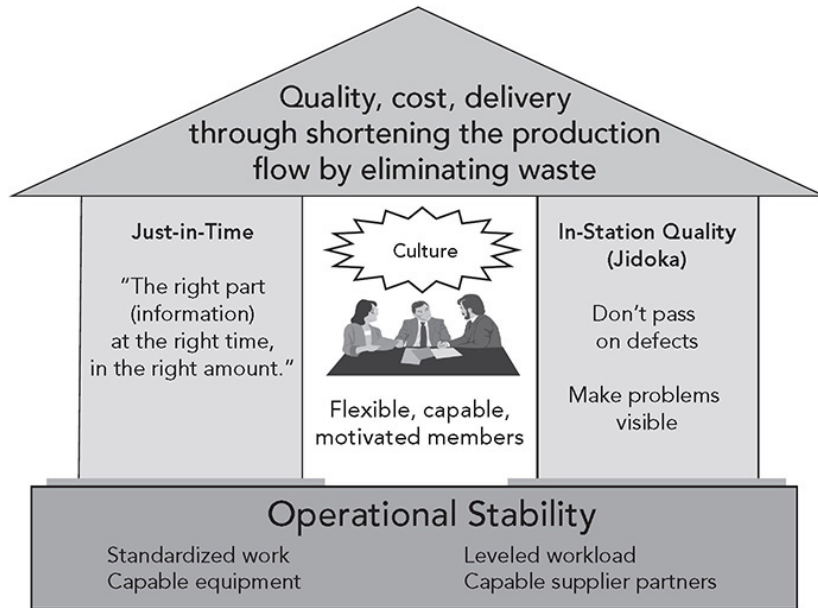 Quality, cost, delivery
through shortening the production
flow by eliminating waste
Just-in-Time
“The right part
(information)
at the right time,
in the right amount.”
Culture
Flexible, capable,
motivated members
In-Station Quality
(Jidoka)
Don’t pass
on defects
Make problems
visible
Operational Stability
Standardized work
Capable equipment
Leveled workload
Capable supplier partners